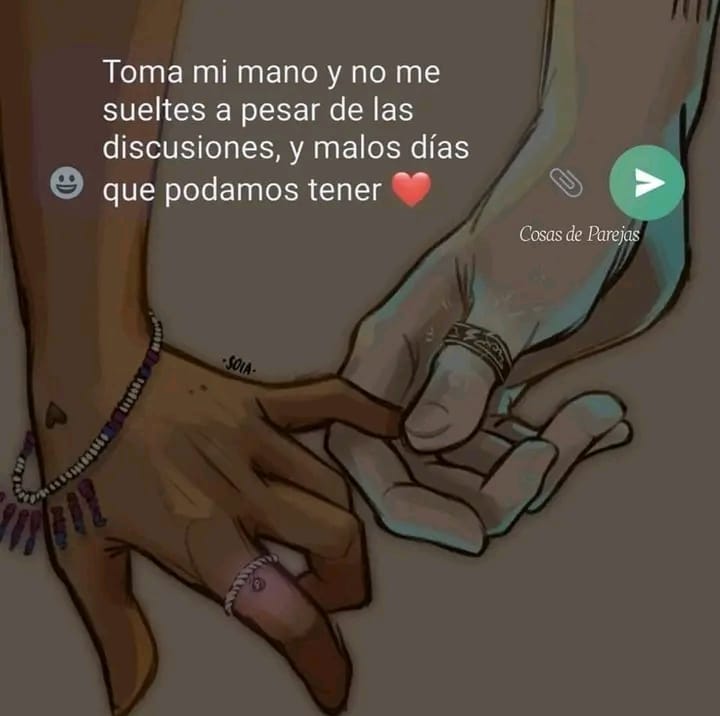 Toma mi mano y no me
sueltes a pesar de las
discusiones, y malos días
que podamos tener ❤️
Cosas de Parejas
·SOIA·